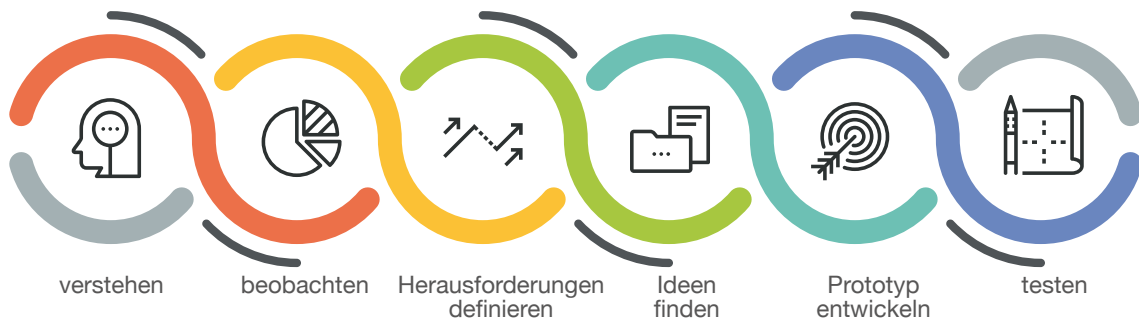 verstehen
beobachten
Herausforderungen
definieren
Ideen
finden
Prototyp
entwickeln
testen